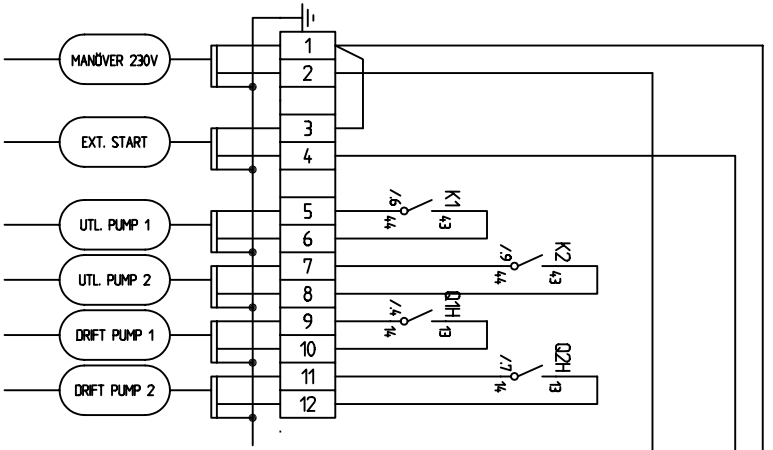 MANÖVER 230V
1
2
EXT. START
3
4
UTL. PUMP 1
5
/.6
44
K1
43
6
UTL. PUMP 2
7
/.9
44
K2
43
8
DRIFT PUMP 1
9
/.4
14
Q1H
13
10
DRIFT PUMP 2
11
/.7
14
Q2H
13
12